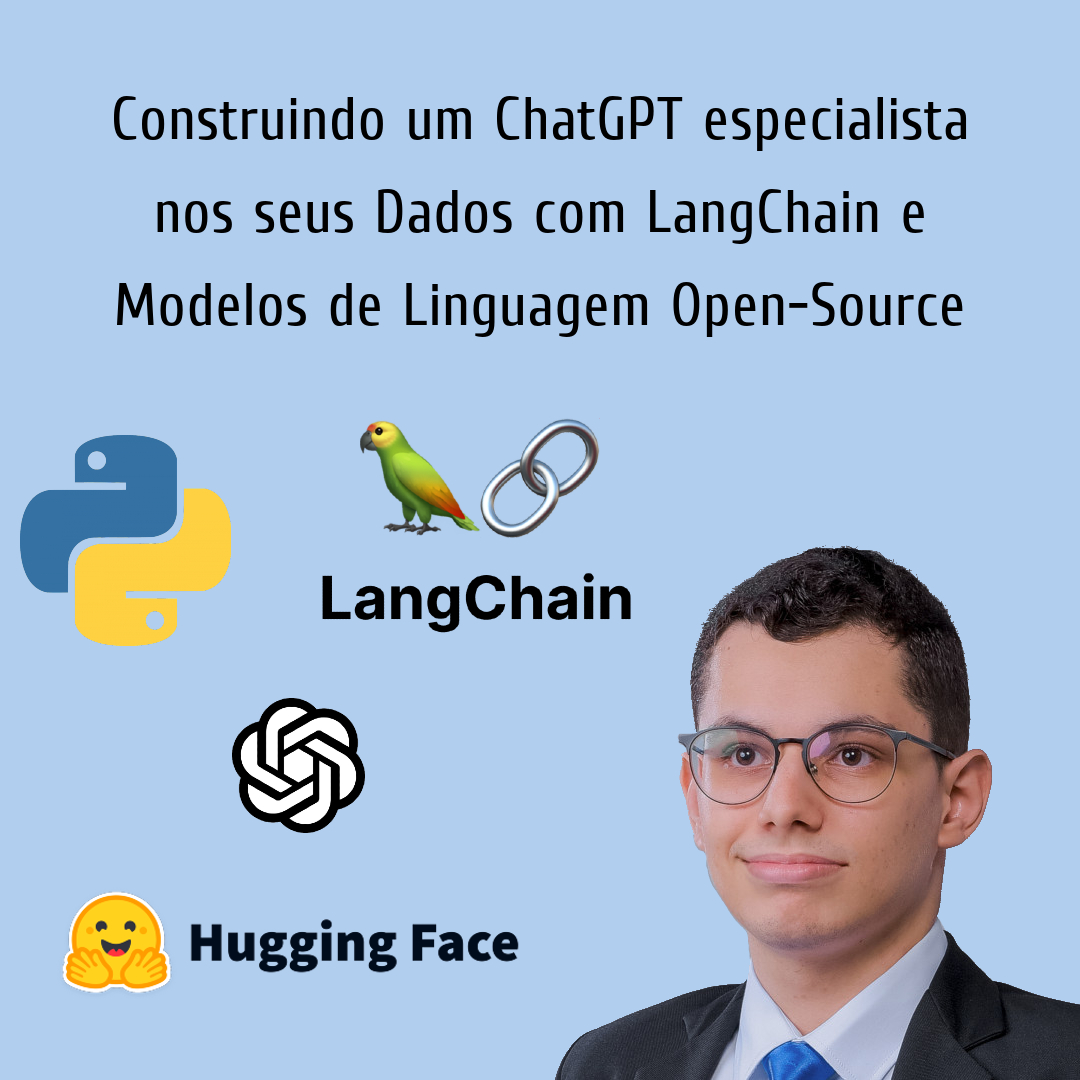 Construindo um ChatGPT especialista
nos seus Dados com LangChain e
Modelos de Linguagem Open-Source
LangChain
Hugging Face